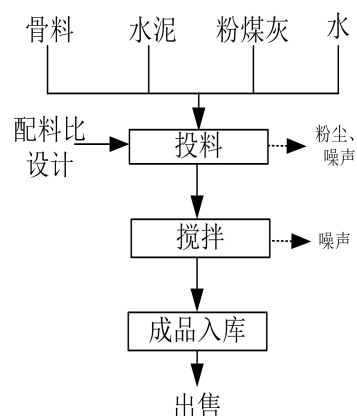 骨料
水泥
粉煤灰
水
配料比
设计
投料
粉尘、
噪声
搅拌
噪声
成品入库
出售